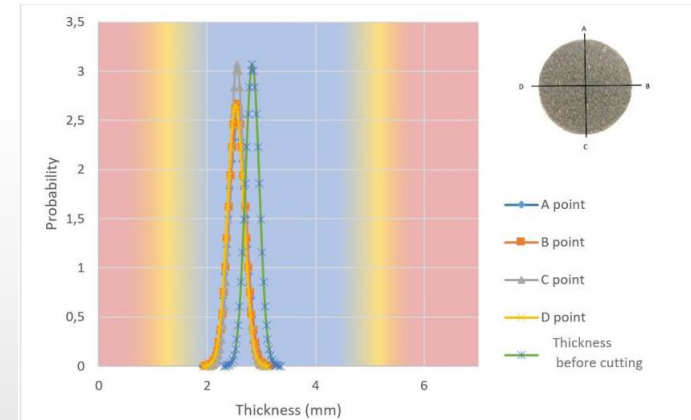 3,5
3
2,5
2
1,5
1
0,5
0
Probability
0
2
4
6
Thickness (mm)
A
D
B
C
A point
B point
C point
D point
Thickness
before cutting